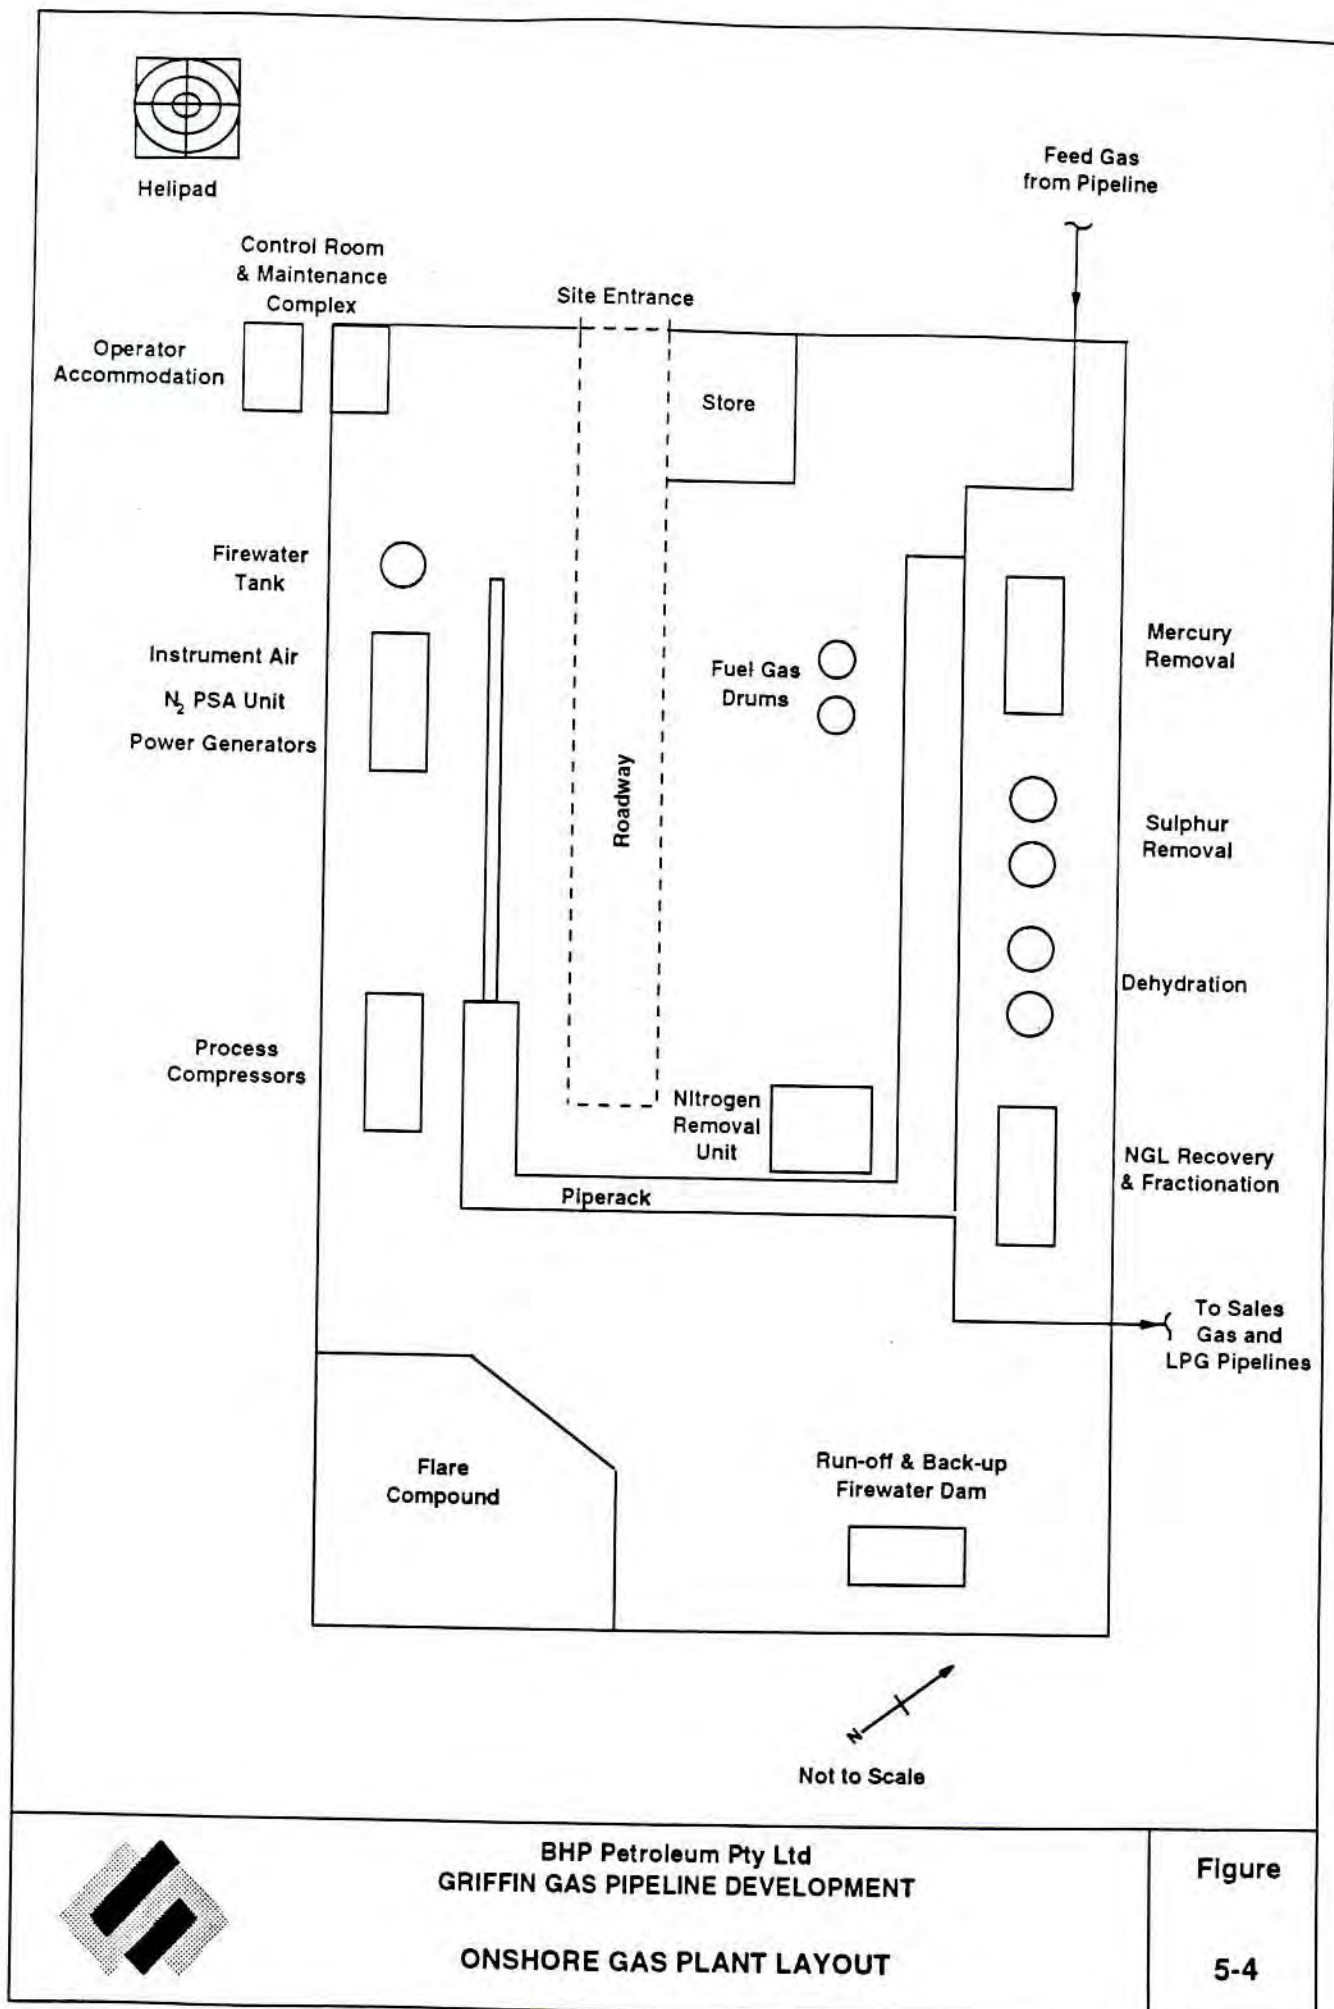 Helipad
Feed Gas
from Pipeline
Control Room
& Maintenance
Complex
Site Entrance
Operator
Accommodation
Store
Firewater
Tank
Instrument Air
N₂ PSA Unit
Power Generators
Fuel Gas
Drums
Mercury
Removal
Roadway
Sulphur
Removal
Dehydration
Process
Compressors
Nitrogen
Removal
Unit
NGL Recovery
& Fractionation
Piperack
To Sales
Gas and
LPG Pipelines
Flare
Compound
Run-off & Back-up
Firewater Dam
N
Not to Scale
BHP Petroleum Pty Ltd
GRIFFIN GAS PIPELINE DEVELOPMENT
ONSHORE GAS PLANT LAYOUT
Figure
5-4